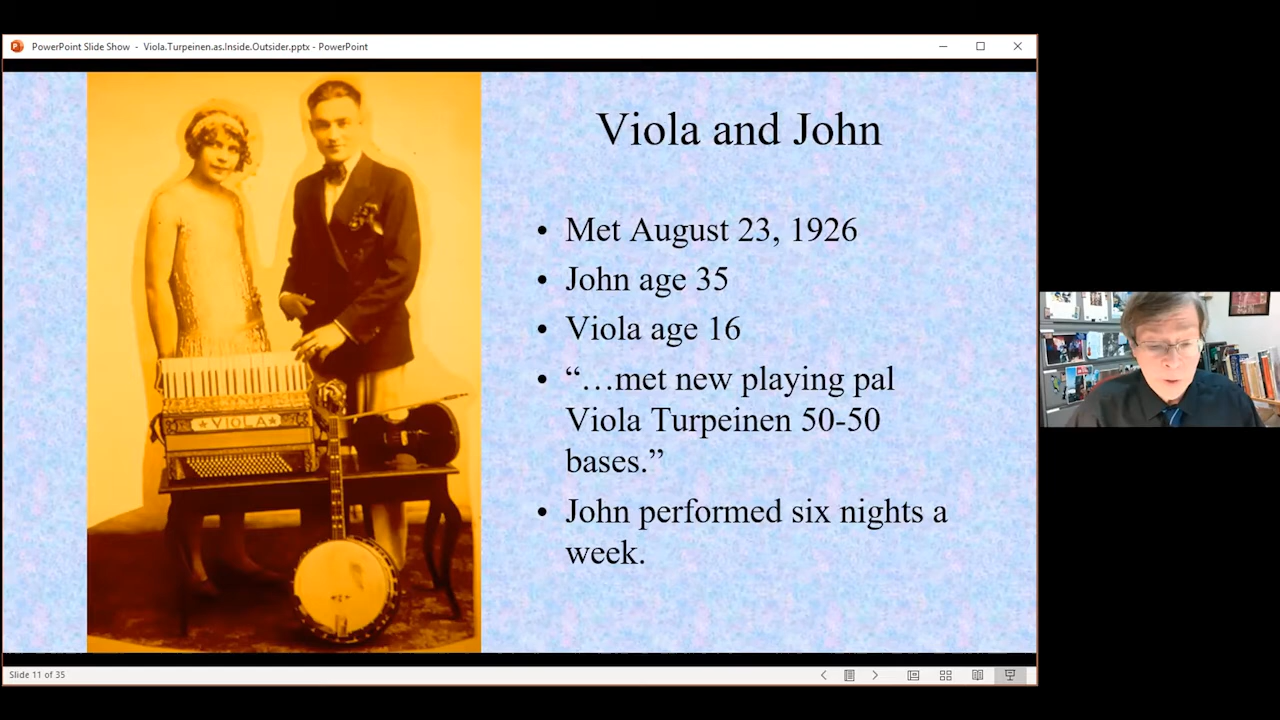 PowerPoint Slide Show - Viola.Turpeinen.as.Inside.Outsider.pptx - PowerPoint
Viola and John
• Met August 23, 1926
• John age 35
• Viola age 16
• “…met new playing pal
Viola Turpeinen 50-50
bases.”
• John performed six nights a
week.
★VIOLA★
Slide 11 of 35